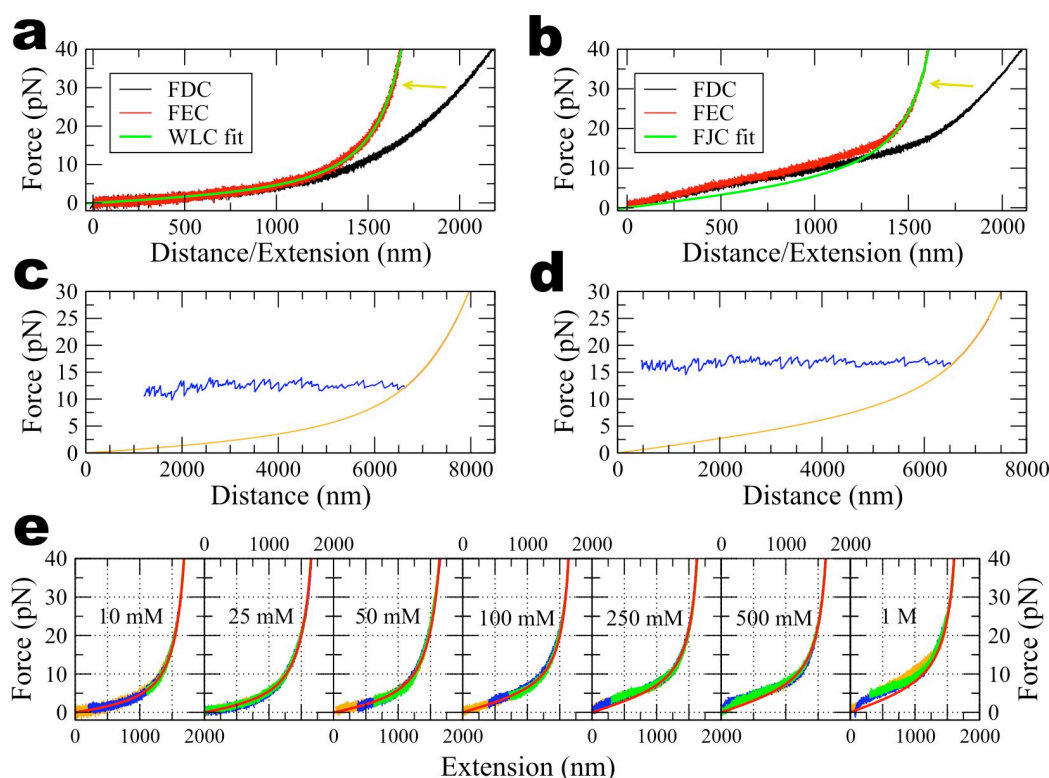 a
40
30
20
10
0
Force (pN)
FDC
FEC
WLC fit
0 500 1000 1500 2000
Distance/Extension (nm)
b
40
30
20
10
0
Force (pN)
FDC
FEC
FJC fit
0 500 1000 1500 2000
Distance/Extension (nm)
c
30
25
20
15
10
5
0
Force (pN)
0 2000 4000 6000 8000
Distance (nm)
d
30
25
20
15
10
5
0
Force (pN)
0 2000 4000 6000 8000
Distance (nm)
e
0 1000 2000 0 1000 2000 0 1000 2000
40
30
20
10
0
Force (pN)
10 mM 25 mM 50 mM 100 mM 250 mM 500 mM 1 M
40
30
20
10
0
Force (pN)
0 1000 2000 0 1000 2000 0 1000 2000 0 1000 2000
Extension (nm)